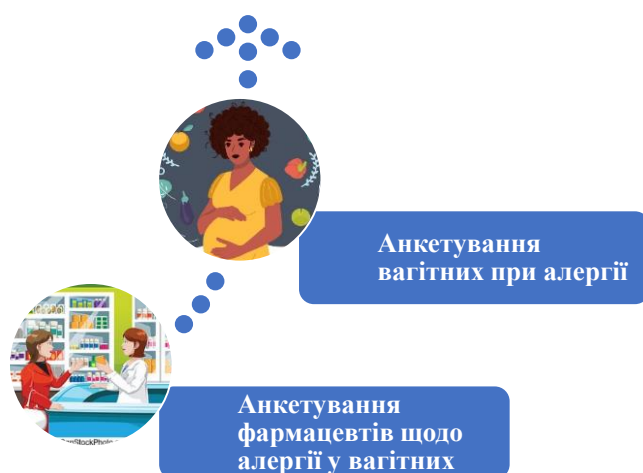 Анкетування
вагітних при алергії
Анкетування
фармацевтів щодо
алергії у вагітних